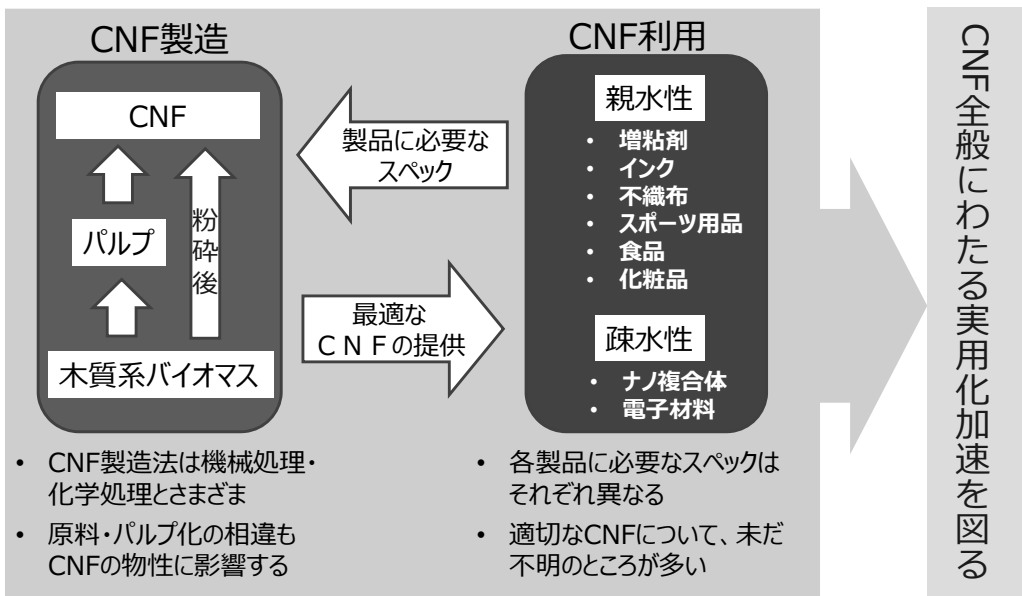 CNF製造
CNF
パルプ
粉砕後
木質系バイオマス
• CNF製造法は機械処理・
化学処理とさまざま
• 原料・パルプ化の相違も
CNFの物性に影響する
製品に必要な
スペック
最適な
ＣＮＦの提供
CNF利用
親水性
• 増粘剤
• インク
• 不織布
• スポーツ用品
• 食品
• 化粧品
疎水性
• ナノ複合体
• 電子材料
• 各製品に必要なスペックは
それぞれ異なる
• 適切なCNFについて、未だ
不明のところが多い
CNF全般にわたる実用化加速を図る